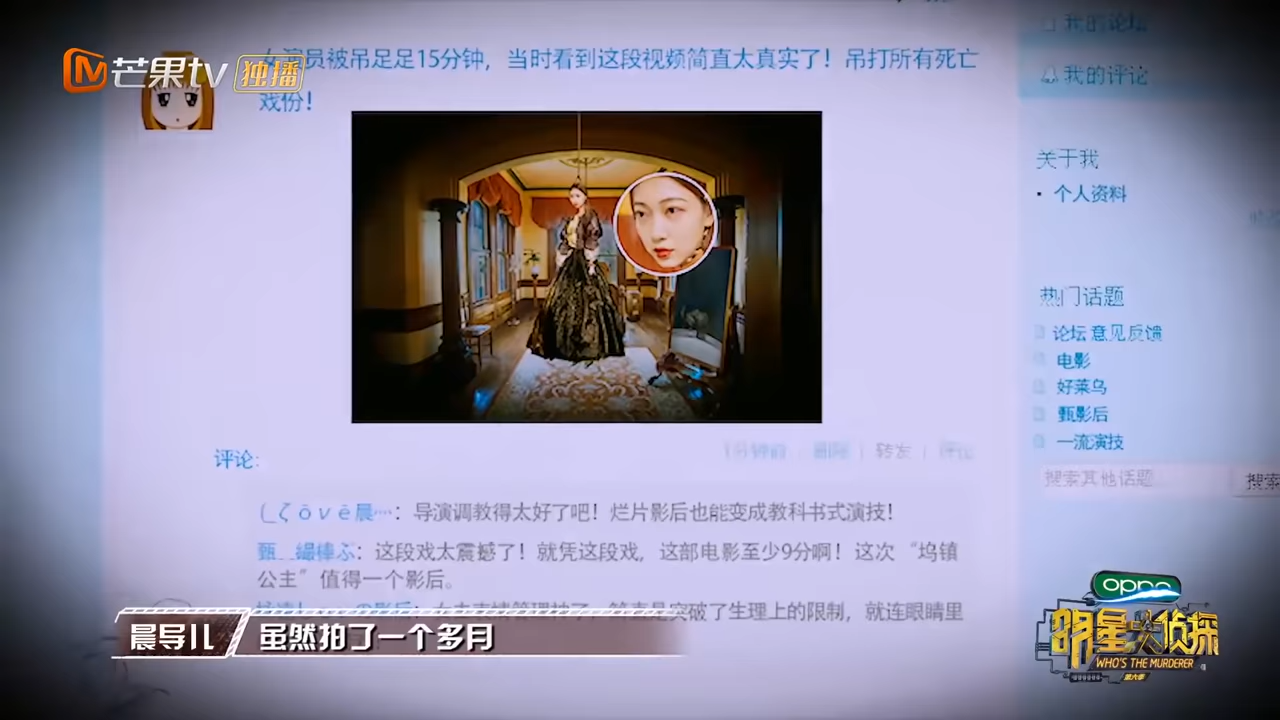 芒果tv 独播
女演员被吊足足15分钟，当时看到这段视频简直太真实了！吊打所有死亡
戏份！
我的论坛
我的评论
关于我
· 个人资料
热门话题
论坛 意见反馈
电影
好菜鸟
甄影后
一流演技
搜索其他话题
搜索
1分钟前 | 删除 | 转发 | 评论
评论:
晨…：导演调教得太好了吧！烂片影后也能变成教科书式演技！
甄：这段戏太震撼了！就凭这段戏，这部电影至少9分啊！这次“坞镇
公主”值得一个影后。
突破了生理上的限制，就连眼睛里
晨导儿 虽然拍了一个多月
oppo
明星大侦探
WHO'S THE MURDERER
第六季